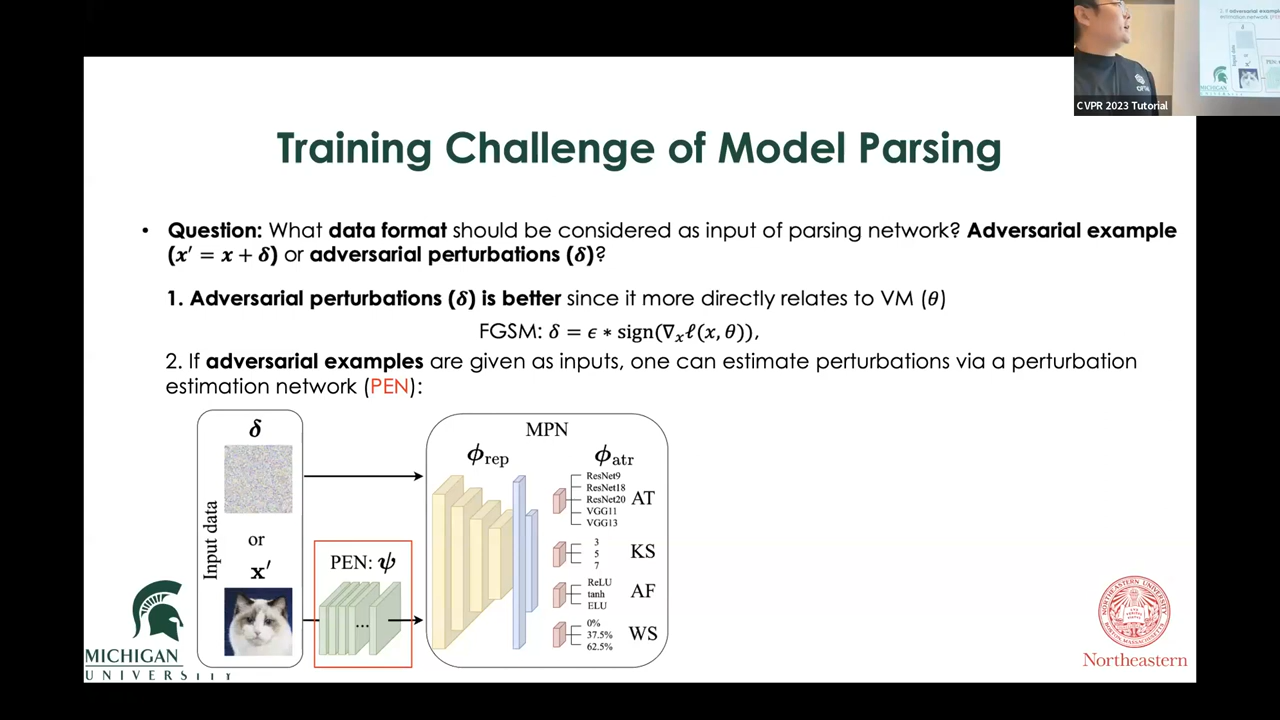 CVPR 2023 Tutorial
Training Challenge of Model Parsing
• Question: What data format should be considered as input of parsing network? Adversarial example
(x′ = x + δ) or adversarial perturbations (δ)?
1. Adversarial perturbations (δ) is better since it more directly relates to VM (θ)
FGSM: δ = ϵ ∗ sign(∇ₓℓ(x, θ)),
2. If adversarial examples are given as inputs, one can estimate perturbations via a perturbation
estimation network (PEN):
Input data
δ
or
x′
PEN: ψ
...
MPN
ϕrep
ϕatr
ResNet9
ResNet18
ResNet20
VGG11
VGG13
AT
3
5
7
KS
ReLU
tanh
ELU
AF
0%
37.5%
62.5%
WS
MICHIGAN
UNIVERSITY
Northeastern